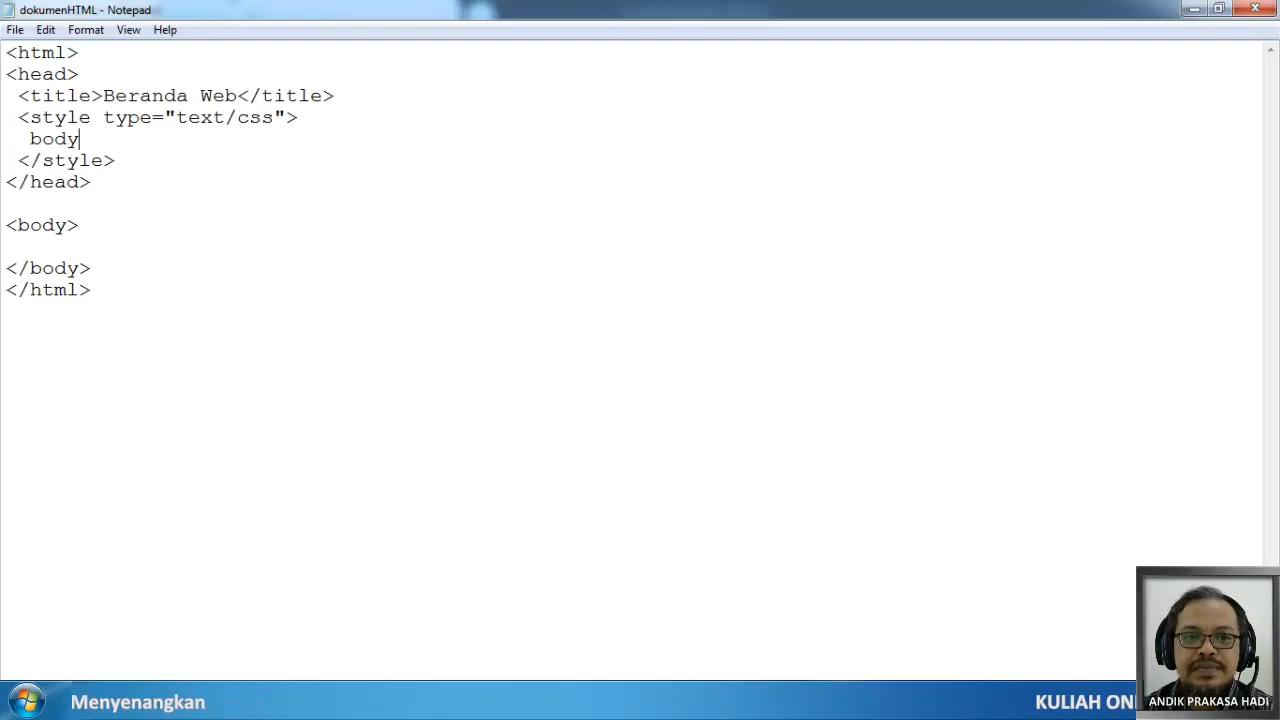 dokumenHTML - Notepad
File Edit Format View Help
<html>
<head>
<title>Beranda Web</title>
<style type="text/css">
body
</style>
</head>
<body>
</body>
</html>
Menyenangkan
KULIAH
ANDIK PRAKASA HADI